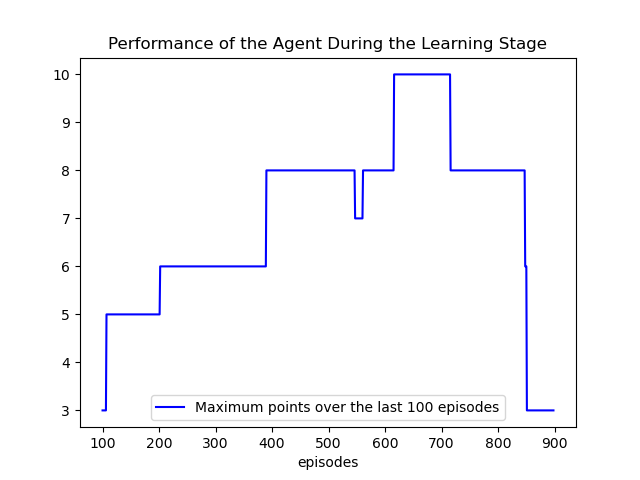 Performance of the Agent During the Learning Stage
10
9
8
7
6
5
4
3
Maximum points over the last 100 episodes
100 200 300 400 500 600 700 800 900
episodes